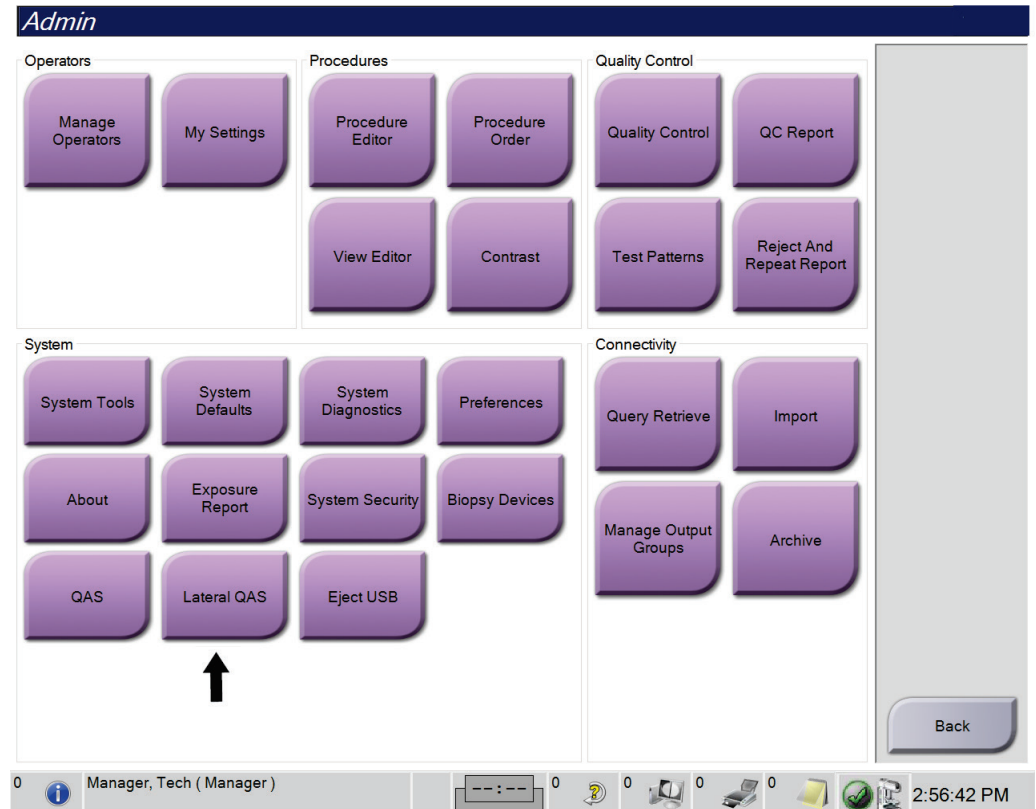 Admin
Operators
Manage
Operators
My Settings
Procedures
Procedure
Editor
Procedure
Order
View Editor
Contrast
Quality Control
Quality Control
QC Report
Test Patterns
Reject And
Repeat Report
System
System Tools
System
Defaults
System
Diagnostics
Preferences
About
Exposure
Report
System Security
Biopsy Devices
QAS
Lateral QAS
Eject USB
Connectivity
Query Retrieve
Import
Manage Output
Groups
Archive
Back
0
Manager, Tech ( Manager )
--:--
0
0
0
0
2:56:42 PM